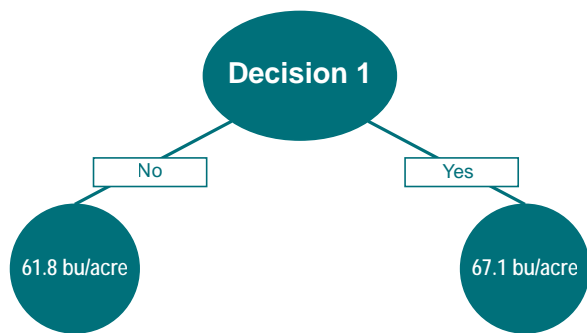 Decision 1
No
Yes
61.8 bu/acre
67.1 bu/acre